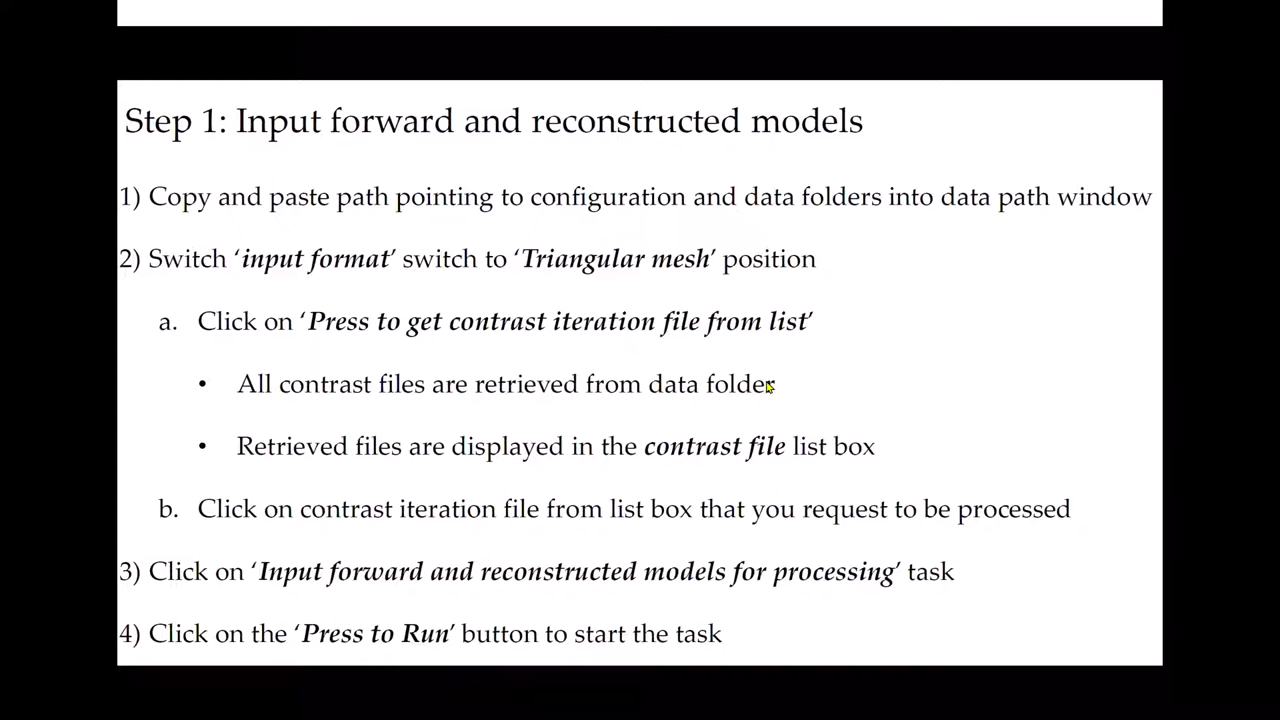 Step 1: Input forward and reconstructed models
1) Copy and paste path pointing to configuration and data folders into data path window
2) Switch ‘input format’ switch to ‘Triangular mesh’ position
a. Click on ‘Press to get contrast iteration file from list’
• All contrast files are retrieved from data folder
• Retrieved files are displayed in the contrast file list box
b. Click on contrast iteration file from list box that you request to be processed
3) Click on ‘Input forward and reconstructed models for processing’ task
4) Click on the ‘Press to Run’ button to start the task